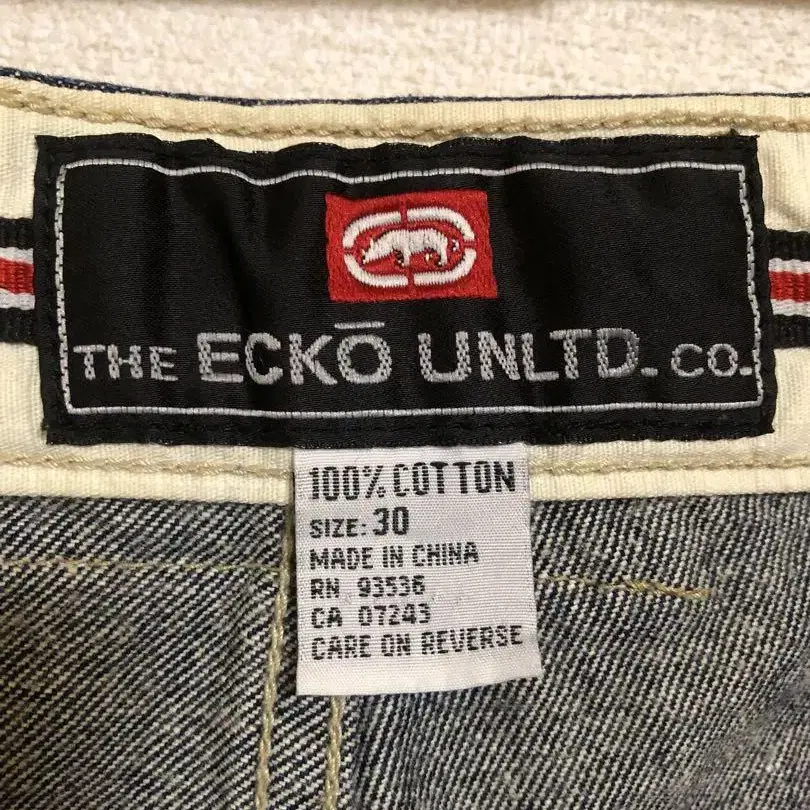 THE ECKŌ UNLTD. CO.
100% COTTON
SIZE: 30
MADE IN CHINA
RN 93536
CA 07243
CARE ON REVERSE